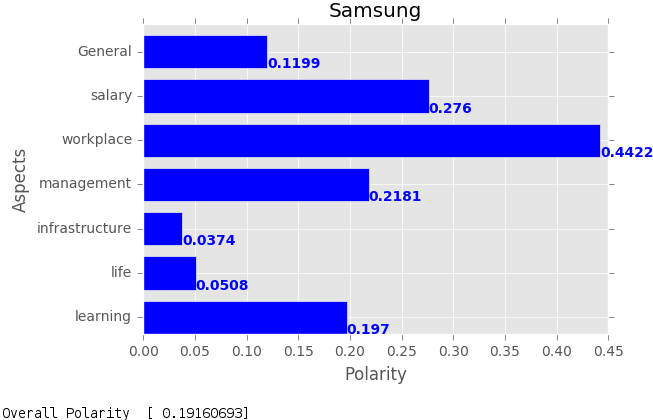 Samsung
General
0.1199
salary
0.276
workplace
0.4422
management
0.2181
infrastructure
0.0374
life
0.0508
learning
0.197
Aspects
0.00 0.05 0.10 0.15 0.20 0.25 0.30 0.35 0.40 0.45
Polarity
Overall Polarity [ 0.19160693]